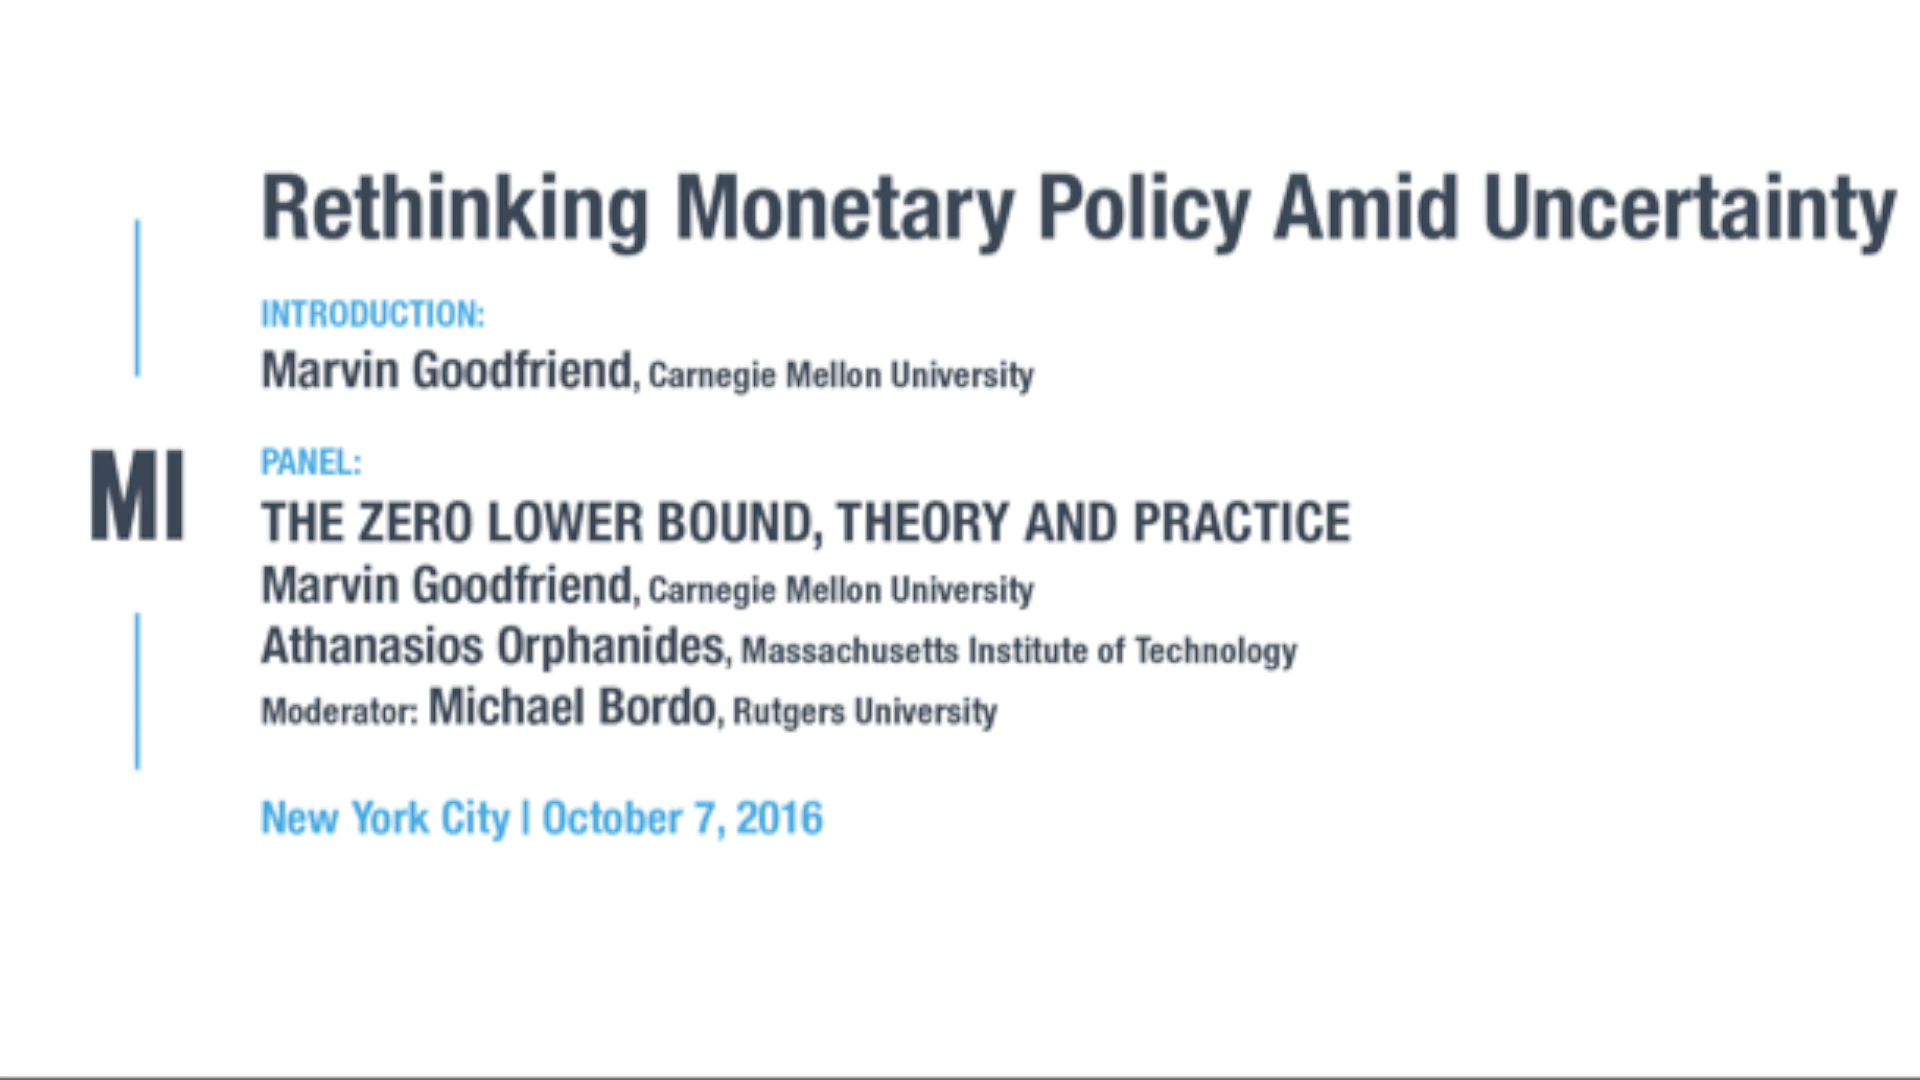 Rethinking Monetary Policy Amid Uncertainty
INTRODUCTION:
Marvin Goodfriend, Carnegie Mellon University
MI
PANEL:
THE ZERO LOWER BOUND, THEORY AND PRACTICE
Marvin Goodfriend, Carnegie Mellon University
Athanasios Orphanides, Massachusetts Institute of Technology
Moderator: Michael Bordo, Rutgers University
New York City | October 7, 2016